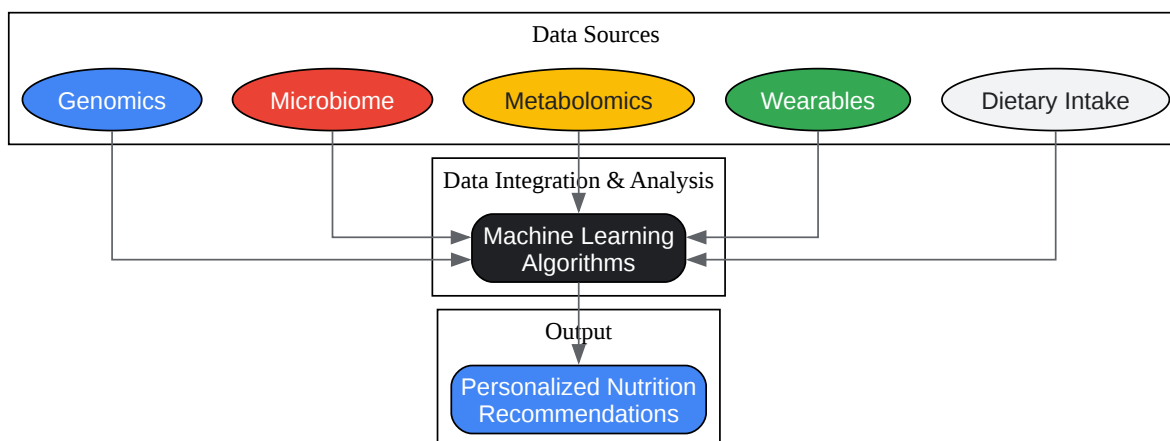 Data Sources
Genomics
Microbiome
Metabolomics
Wearables
Dietary Intake
Data Integration & Analysis
Machine Learning
Algorithms
Output
Personalized Nutrition
Recommendations